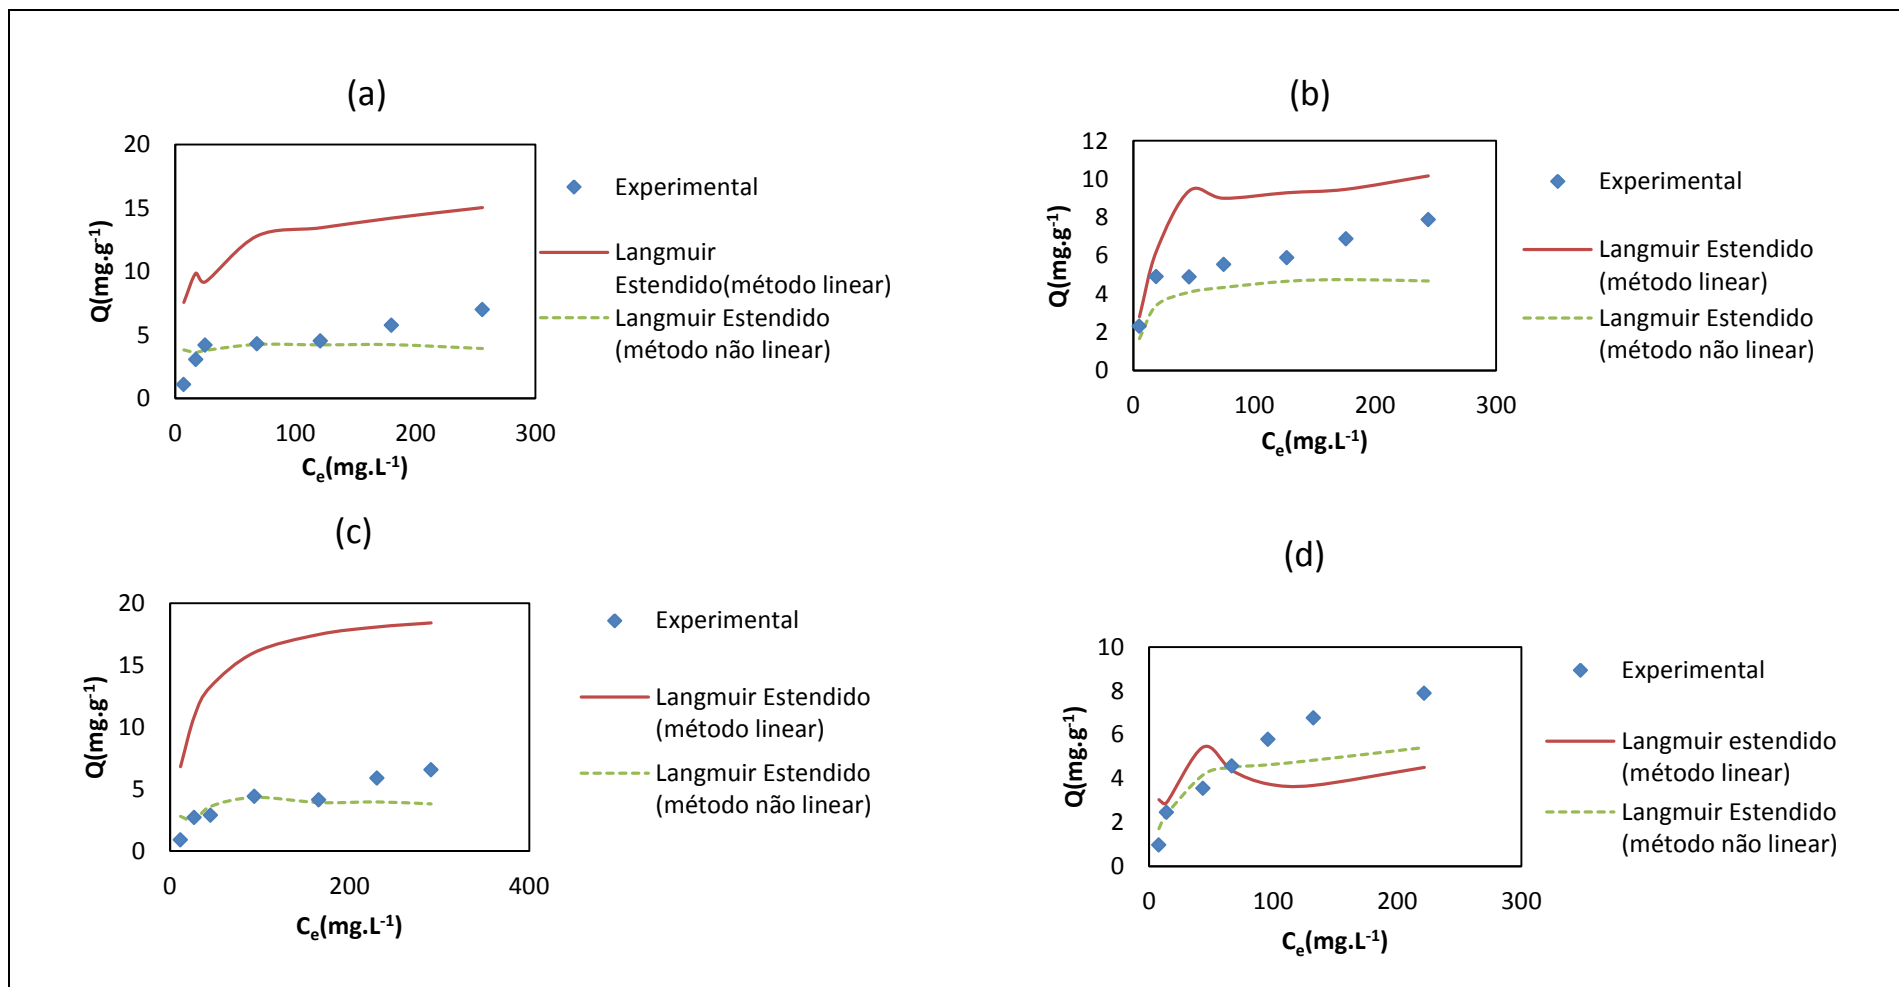 (a)
20
15
10
5
0
0 100 200 300
Q(mg.g⁻¹)
Cₑ(mg.L⁻¹)
Experimental
Langmuir
Estendido(método linear)
Langmuir Estendido
(método não linear)
(b)
12
10
8
6
4
2
0
0 100 200 300
Q(mg.g⁻¹)
Cₑ(mg.L⁻¹)
Experimental
Langmuir Estendido
(método linear)
Langmuir Estendido
(método não linear)
(c)
20
15
10
5
0
0 200 400
Q(mg.g⁻¹)
Cₑ(mg.L⁻¹)
Experimental
Langmuir Estendido
(método linear)
Langmuir Estendido
(método não linear)
(d)
10
8
6
4
2
0
0 100 200 300
Q(mg.g⁻¹)
Cₑ(mg.L⁻¹)
Experimental
Langmuir estendido
(método linear)
Langmuir Estendido
(método não linear)